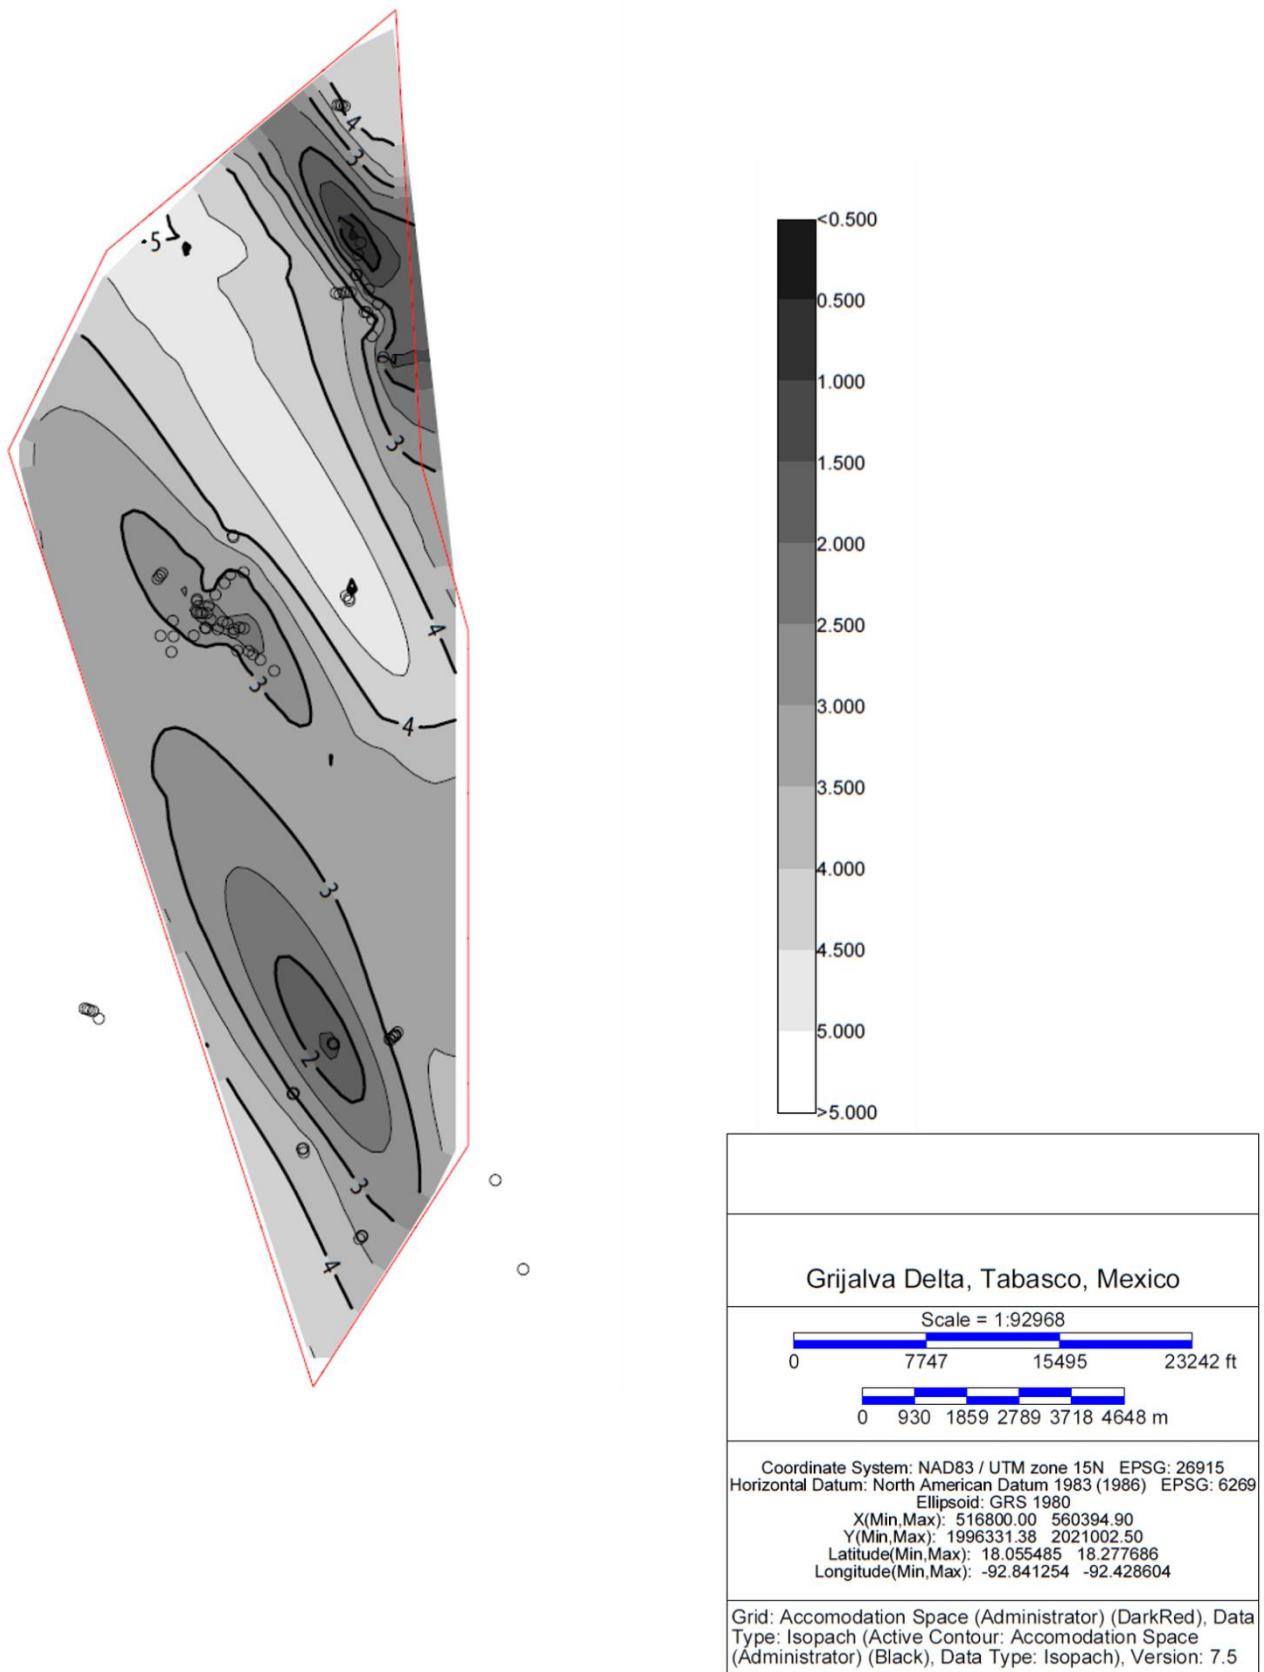 4
3
5
3
4
3
4
3
2
3
4
<0.500
0.500
1.000
1.500
2.000
2.500
3.000
3.500
4.000
4.500
5.000
>5.000
Grijalva Delta, Tabasco, Mexico
Scale = 1:92968
0 7747 15495 23242 ft
0 930 1859 2789 3718 4648 m
Coordinate System: NAD83 / UTM zone 15N EPSG: 26915
Horizontal Datum: North American Datum 1983 (1986) EPSG: 6269
Ellipsoid: GRS 1980
X(Min,Max): 516800.00 560394.90
Y(Min,Max): 1996331.38 2021002.50
Latitude(Min,Max): 18.055485 18.277686
Longitude(Min,Max): -92.841254 -92.428604
Grid: Accomodation Space (Administrator) (DarkRed), Data
Type: Isopach (Active Contour: Accomodation Space
(Administrator) (Black), Data Type: Isopach), Version: 7.5